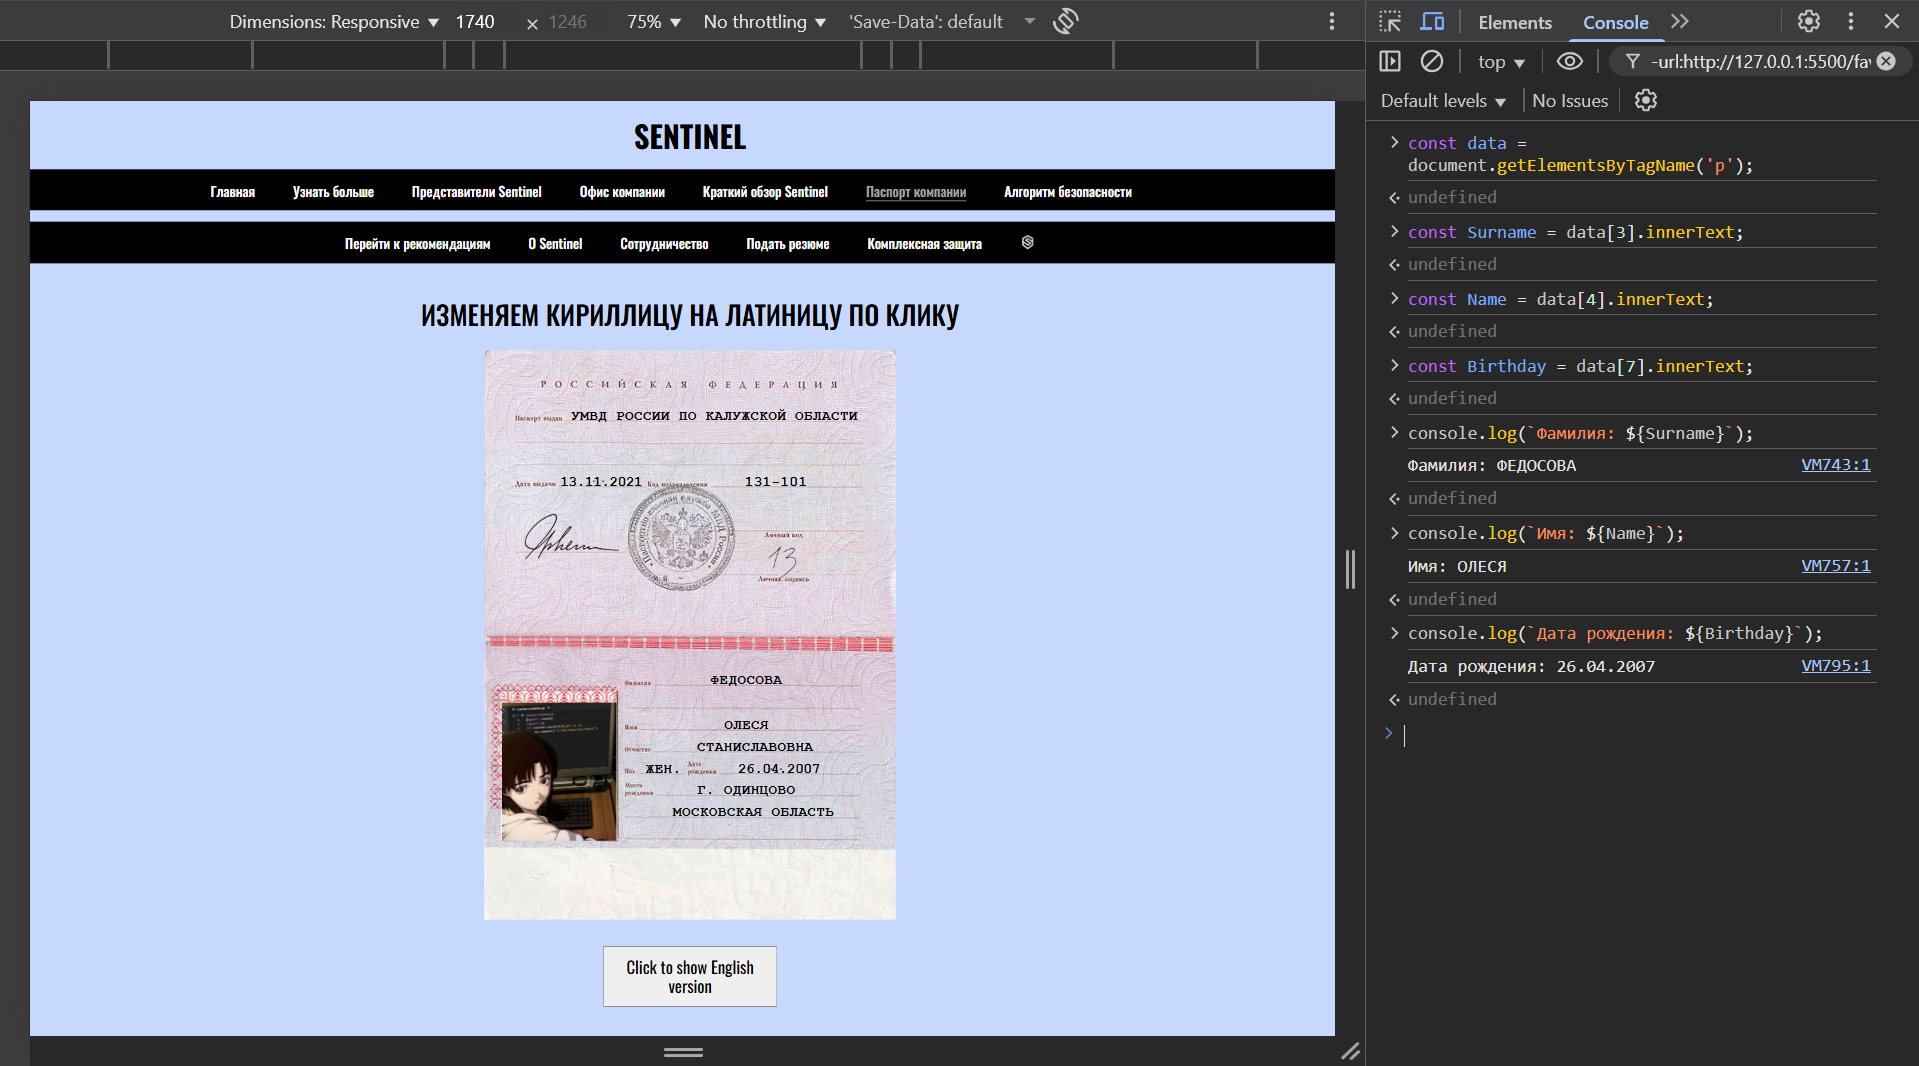 Dimensions: Responsive 1740 × 1246 75% No throttling 'Save-Data': default
SENTINEL
Главная Узнать больше Представители Sentinel Офис компании Краткий обзор Sentinel Паспорт компании Алгоритм безопасности
Перейти к рекомендациям О Sentinel Сотрудничество Подать резюме Комплексная защита
ИЗМЕНЯЕМ КИРИЛЛИЦУ НА ЛАТИНИЦУ ПО КЛИКУ
РОССИЙСКАЯ ФЕДЕРАЦИЯ
Паспорт выдан УМВД РОССИИ ПО КАЛУЖСКОЙ ОБЛАСТИ
Дата выдачи 13.11.2021 Код подразделения 131-101
Личный код
13
Личная подпись
Фамилия ФЕДОСОВА
Имя ОЛЕСЯ
Отчество СТАНИСЛАВОВНА
Пол ЖЕН. Дата рождения 26.04.2007
Место рождения Г. ОДИНЦОВО
МОСКОВСКАЯ ОБЛАСТЬ
Click to show English
version
Elements Console
top -url:http://127.0.0.1:5500/fav
Default levels No Issues
const data =
document.getElementsByTagName('p');
undefined
const Surname = data[3].innerText;
undefined
const Name = data[4].innerText;
undefined
const Birthday = data[7].innerText;
undefined
console.log(`Фамилия: ${Surname}`);
Фамилия: ФЕДОСОВА VM743:1
undefined
console.log(`Имя: ${Name}`);
Имя: ОЛЕСЯ VM757:1
undefined
console.log(`Дата рождения: ${Birthday}`);
Дата рождения: 26.04.2007 VM795:1
undefined